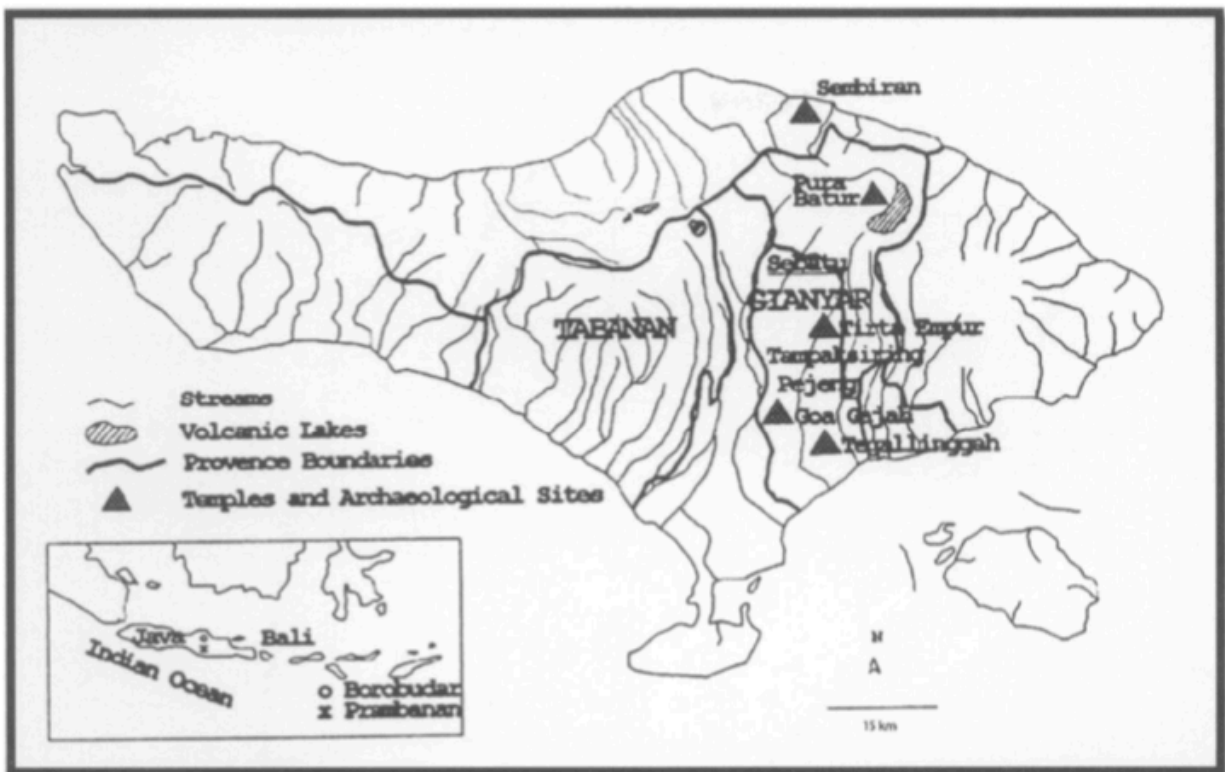 Sembiran
Pura
Batur
Sebatu
GIANYAR
TABANAN
Tirta Empur
Tampaksiring
Pejeng
Goa Gajah
Tegallinggah
Streams
Volcanic Lakes
Provence Boundaries
Temples and Archaeological Sites
Java
Bali
Indian Ocean
o Borobudar
x Prambanan
N
A
15 km